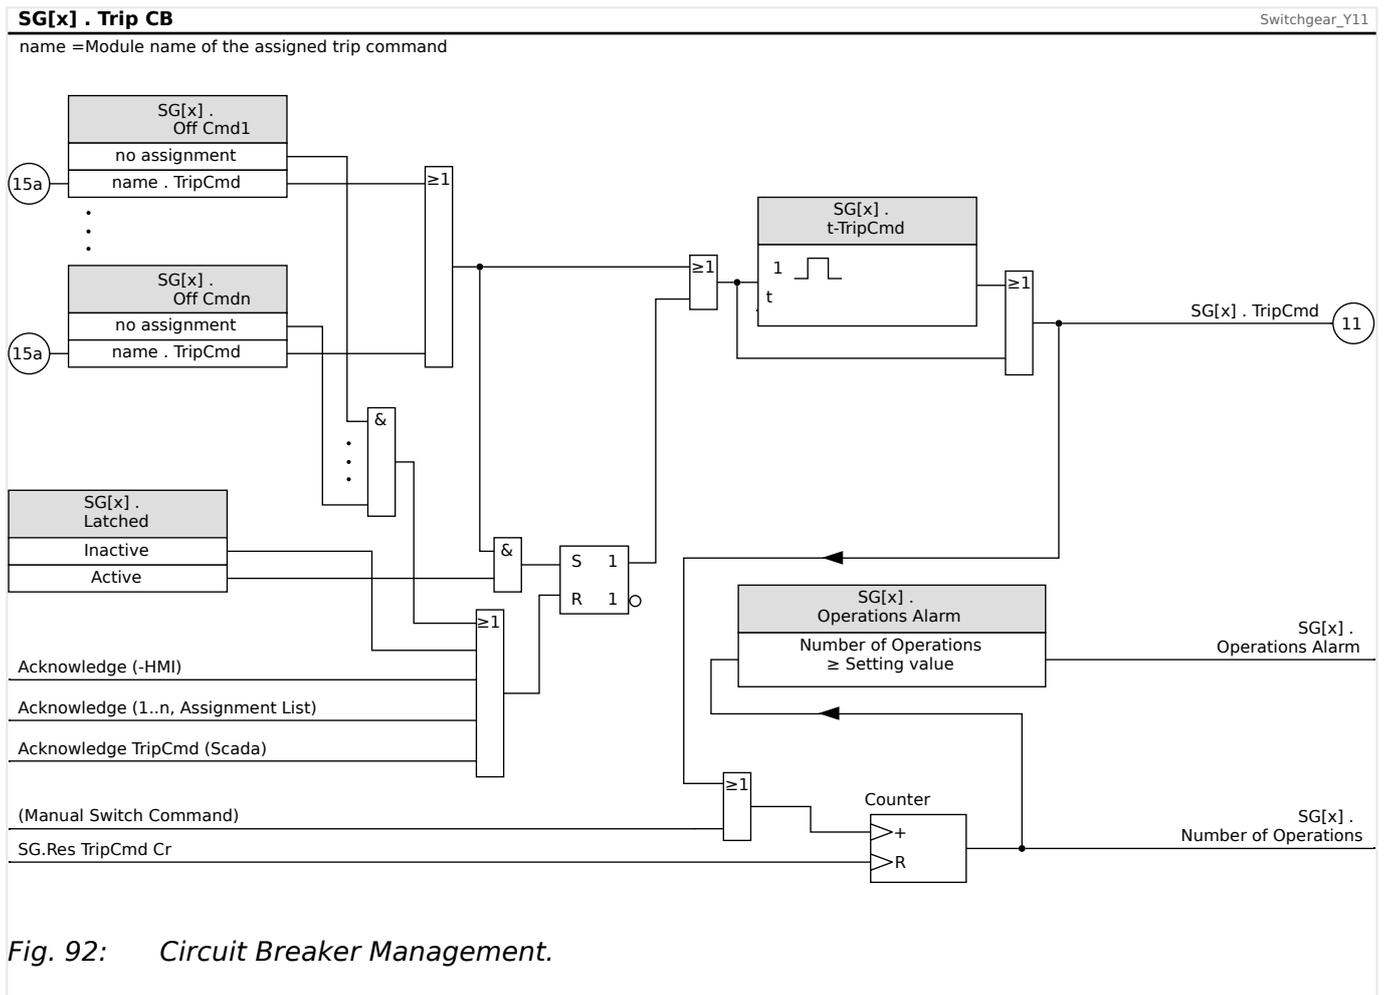 SG[x] . Trip CB
Switchgear_Y11
name =Module name of the assigned trip command
SG[x] .
Off Cmd1
no assignment
15a
name . TripCmd
≥1
SG[x] .
t-TripCmd
1
t
≥1
≥1
SG[x] . TripCmd
11
SG[x] .
Off Cmdn
no assignment
15a
name . TripCmd
&
SG[x] .
Latched
Inactive
Active
&
S 1
R 1
≥1
Acknowledge (-HMI)
Acknowledge (1..n, Assignment List)
Acknowledge TripCmd (Scada)
SG[x] .
Operations Alarm
Number of Operations
≥ Setting value
SG[x] .
Operations Alarm
≥1
(Manual Switch Command)
SG.Res TripCmd Cr
Counter
+
R
SG[x] .
Number of Operations
Fig. 92: Circuit Breaker Management.